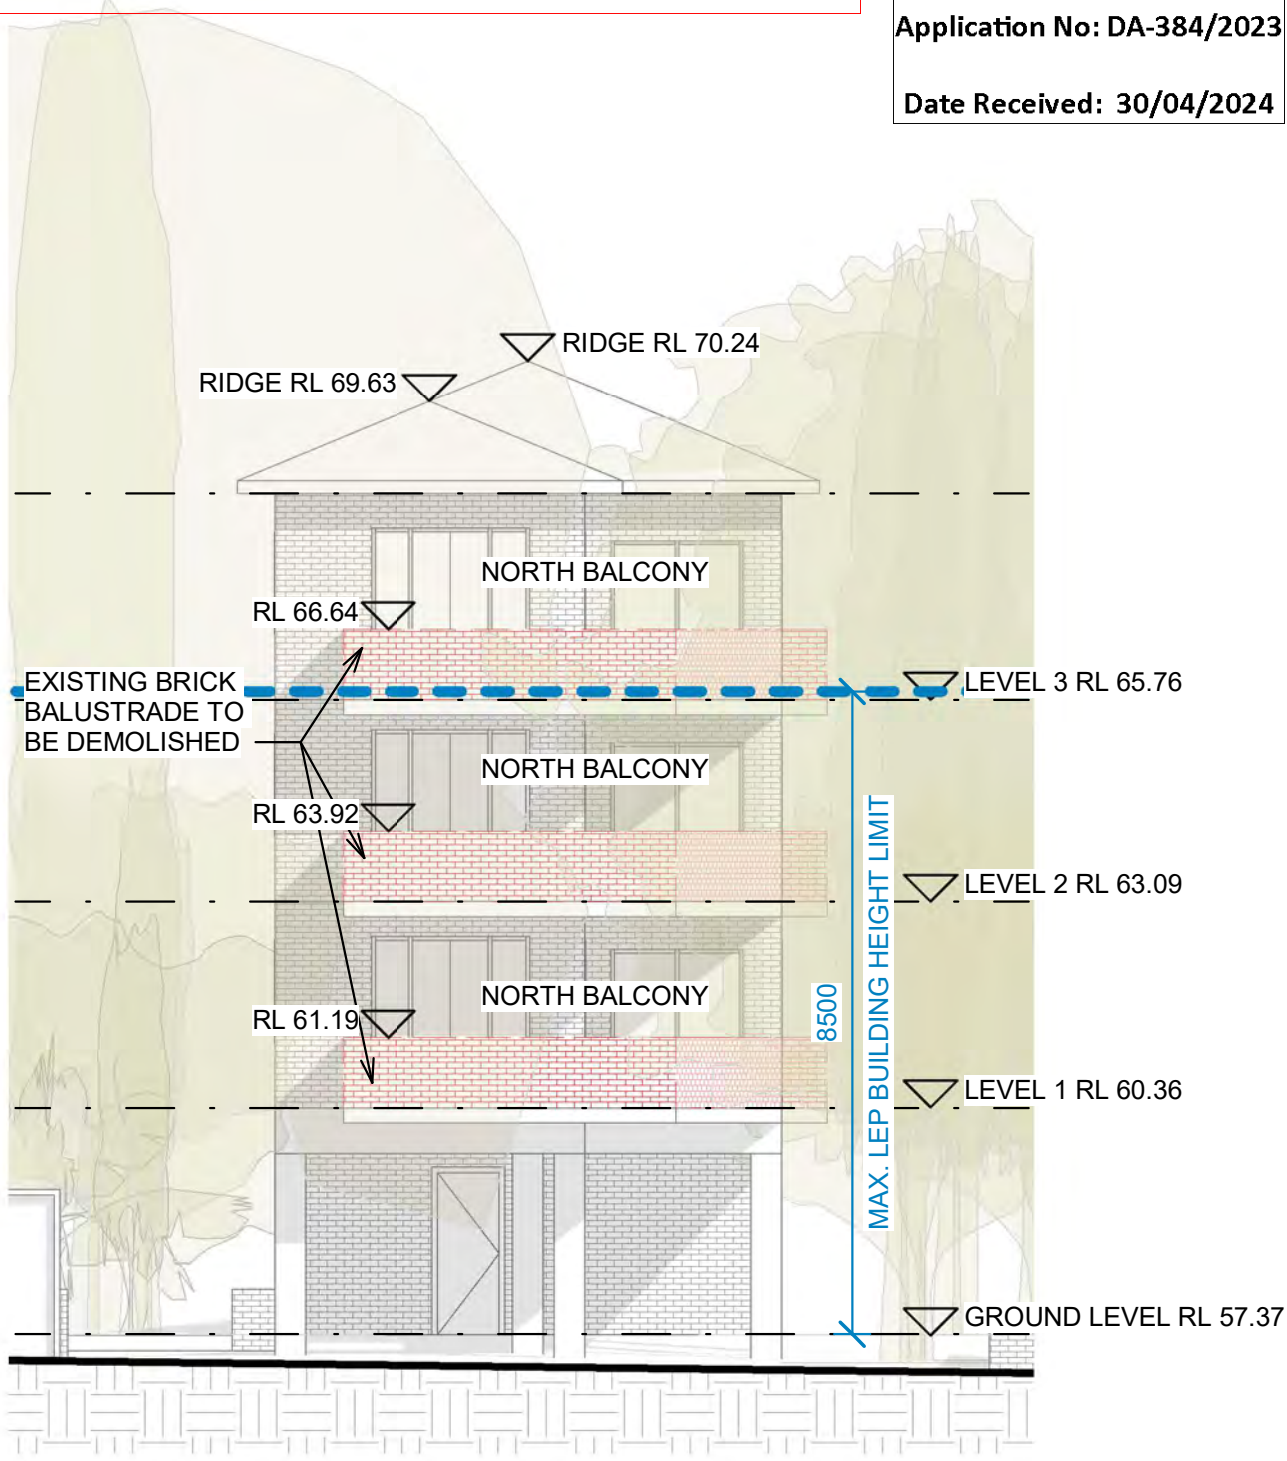 Application No: DA-384/2023
Date Received: 30/04/2024
RIDGE RL 70.24
RIDGE RL 69.63
NORTH BALCONY
RL 66.64
EXISTING BRICK
BALUSTRADE TO
BE DEMOLISHED
LEVEL 3 RL 65.76
NORTH BALCONY
RL 63.92
LEVEL 2 RL 63.09
NORTH BALCONY
RL 61.19
8500
MAX. LEP BUILDING HEIGHT LIMIT
LEVEL 1 RL 60.36
GROUND LEVEL RL 57.37